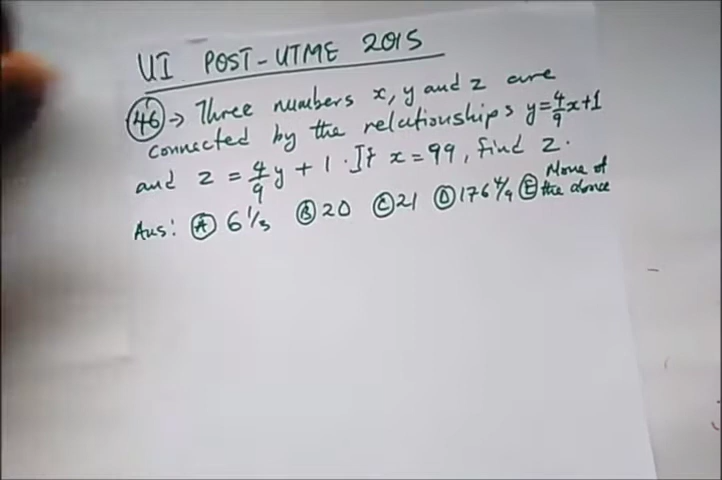 UI POST-UTME 2015
46 → Three numbers x, y and z are
connected by the relationships y=4/9x+1
and z = 4/9y + 1. If x = 99, find z.
Ans: A 6 1/3 B 20 C 21 D 176 4/9 E None of the above